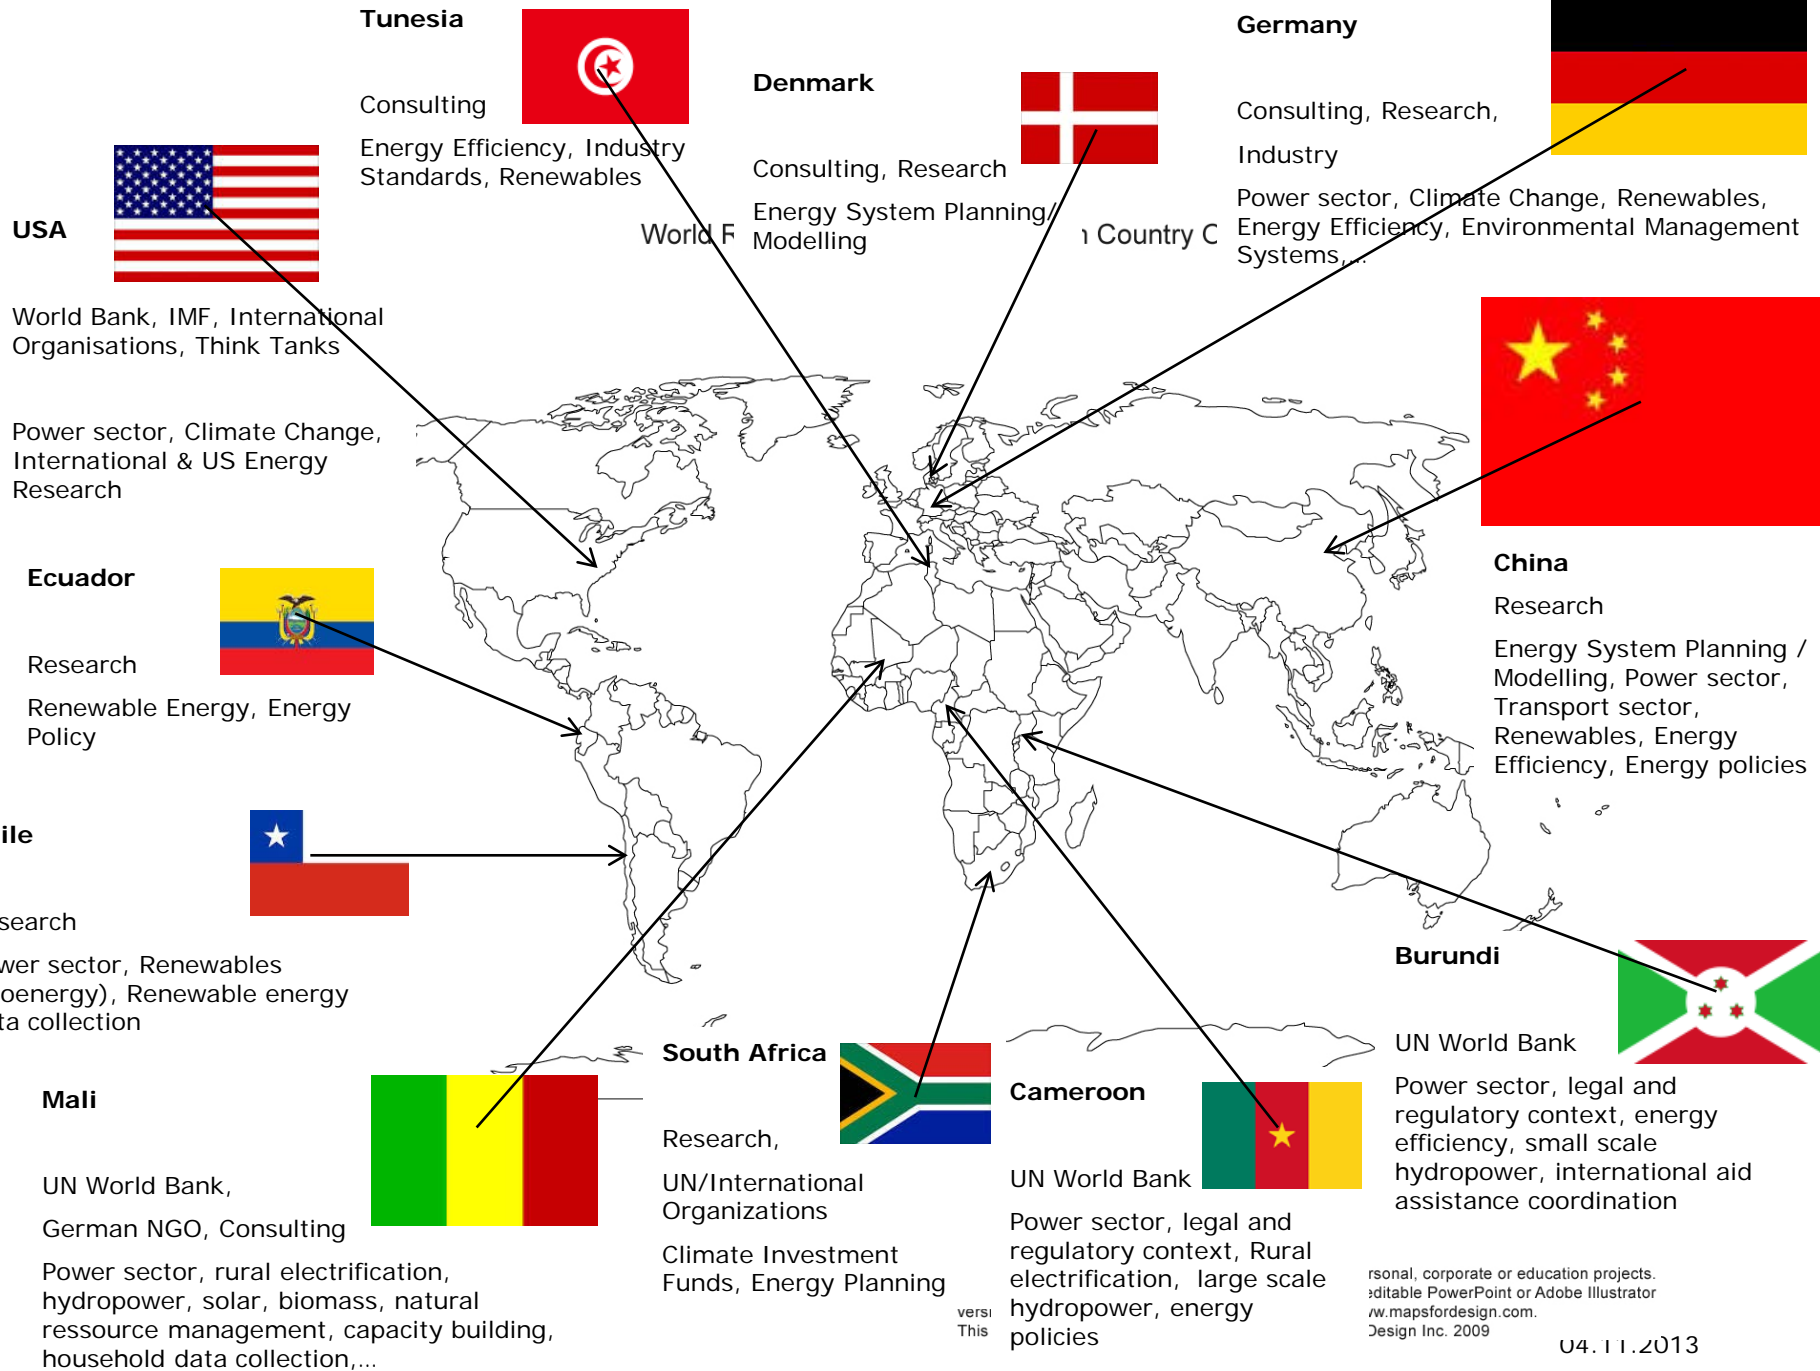 Tunesia
Consulting
Energy Efficiency, Industry
Standards, Renewables
Denmark
Consulting, Research
Energy System Planning/
Modelling
Germany
Consulting, Research,
Industry
Power sector, Climate Change, Renewables,
Energy Efficiency, Environmental Management
Systems,...
World R
n Country C
USA
World Bank, IMF, International
Organisations, Think Tanks
Power sector, Climate Change,
International & US Energy
Research
Ecuador
Research
Renewable Energy, Energy
Policy
China
Research
Energy System Planning /
Modelling, Power sector,
Transport sector,
Renewables, Energy
Efficiency, Energy policies
ile
search
wer sector, Renewables
oenergy), Renewable energy
ta collection
Mali
UN World Bank,
German NGO, Consulting
Power sector, rural electrification,
hydropower, solar, biomass, natural
ressource management, capacity building,
household data collection,...
South Africa
Research,
UN/International
Organizations
Climate Investment
Funds, Energy Planning
Cameroon
UN World Bank
Power sector, legal and
regulatory context, Rural
electrification, large scale
hydropower, energy
policies
Burundi
UN World Bank
Power sector, legal and
regulatory context, energy
efficiency, small scale
hydropower, international aid
assistance coordination
versi
This
rsonal, corporate or education projects.
editable PowerPoint or Adobe Illustrator
w.mapsfordesign.com.
Design Inc. 2009
04.11.2013